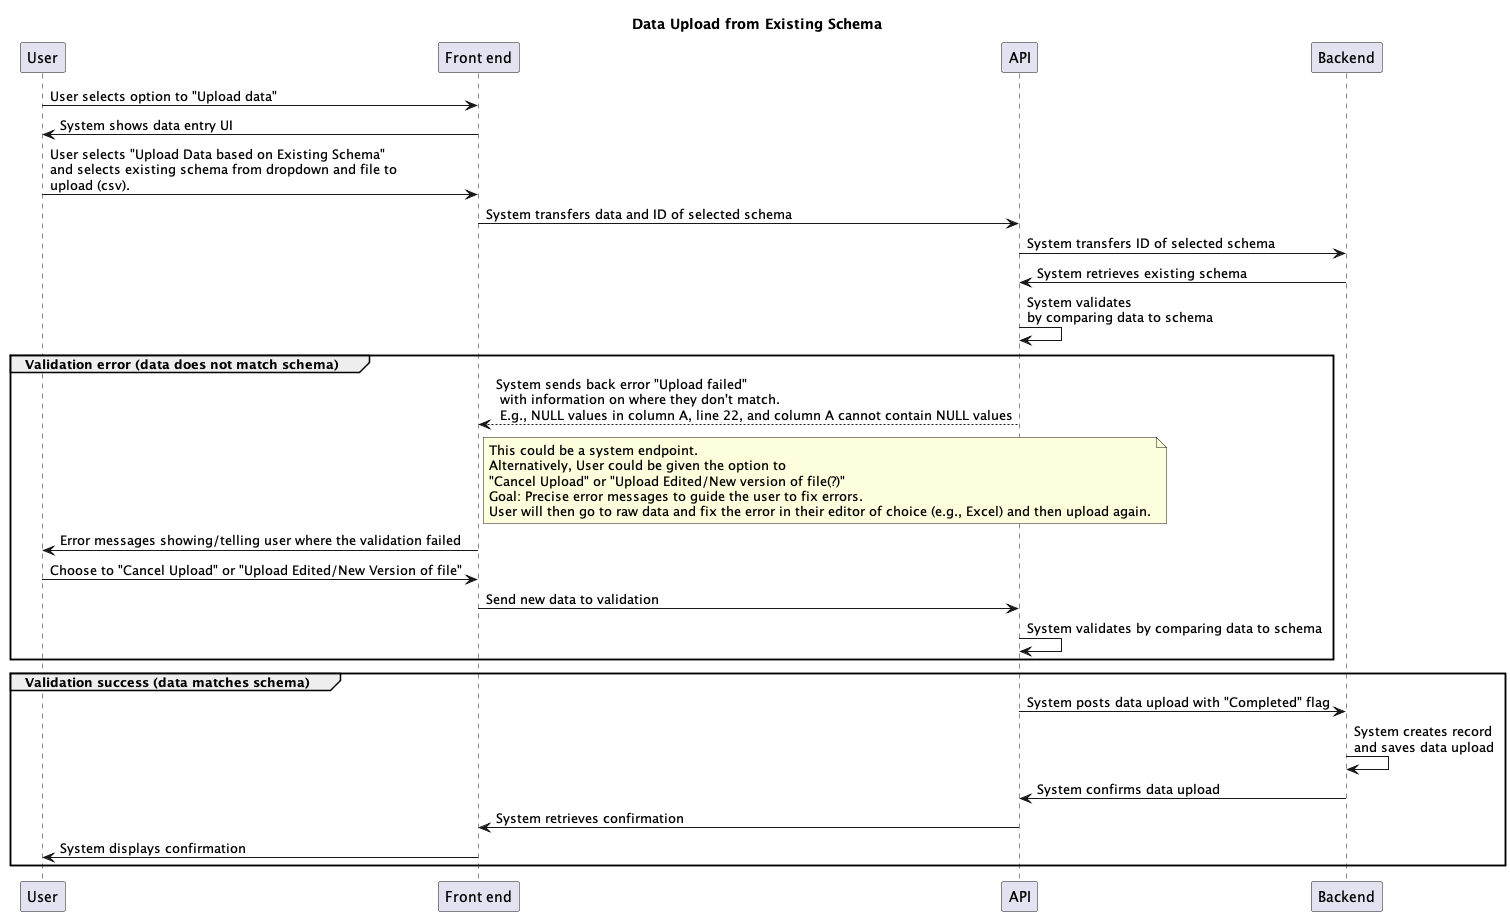 Data Upload from Existing Schema
User
Front end
API
Backend
User selects option to "Upload data"
System shows data entry UI
User selects "Upload Data based on Existing Schema"
and selects existing schema from dropdown and file to
upload (csv).
System transfers data and ID of selected schema
System transfers ID of selected schema
System retrieves existing schema
System validates
by comparing data to schema
Validation error (data does not match schema)
System sends back error "Upload failed"
with information on where they don't match.
E.g., NULL values in column A, line 22, and column A cannot contain NULL values
This could be a system endpoint.
Alternatively, User could be given the option to
"Cancel Upload" or "Upload Edited/New version of file(?)"
Goal: Precise error messages to guide the user to fix errors.
User will then go to raw data and fix the error in their editor of choice (e.g., Excel) and then upload again.
Error messages showing/telling user where the validation failed
Choose to "Cancel Upload" or "Upload Edited/New Version of file"
Send new data to validation
System validates by comparing data to schema
Validation success (data matches schema)
System posts data upload with "Completed" flag
System creates record
and saves data upload
System confirms data upload
System retrieves confirmation
System displays confirmation
User
Front end
API
Backend